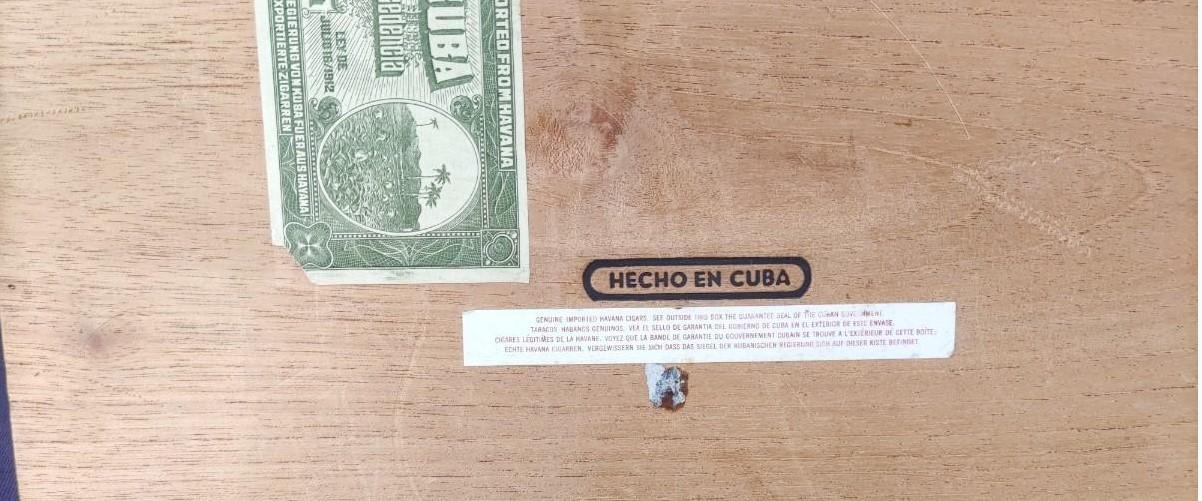 ORTED FROM HAVANA
CUBA
cedencia
LEY DE
JULIO 16/1912
REGIERUNG VON KUBA FUER AUS HAVANA
EXPORTIERTE ZIGARREN
HECHO EN CUBA
GENUINE IMPORTED HAVANA CIGARS. SEE OUTSIDE THIS BOX THE GUARANTEE SEAL OF THE CUBAN GOVERNMENT.
TABACOS HABANOS GENUINOS. VEA EL SELLO DE GARANTIA DEL GOBIERNO DE CUBA EN EL EXTERIOR DE ESTE ENVASE.
CIGARES LÉGITIMES DE LA HAVANE. VOYEZ QUE LA BANDE DE GARANTIE DU GOUVERNEMENT CUBAIN SE TROUVE A L'EXTÉRIEUR DE CETTE BOÎTE:
ECHTE HAVANA CIGARREN. VERGEWISSERN SIE SICH DASS DAS SIEGEL DER KUBANISCHEN REGIERUNG SICH AUF DIESER KISTE BEFINDET.